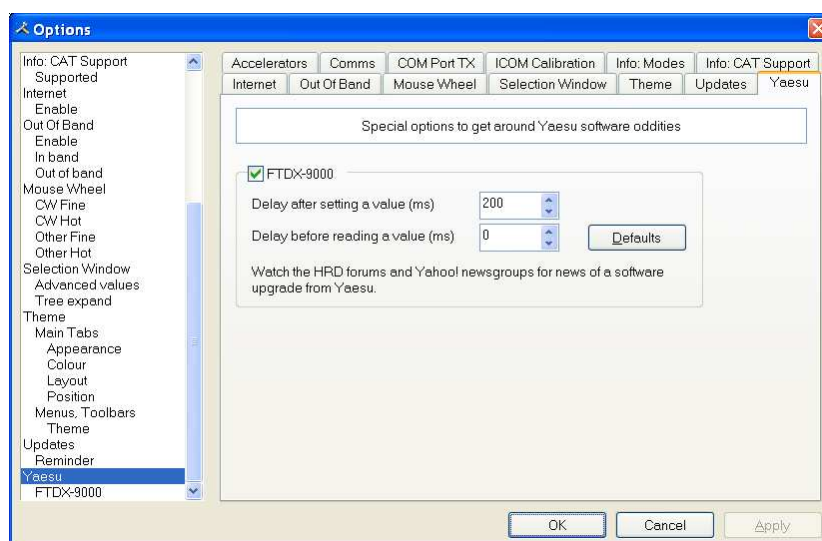 Options
Info: CAT Support
Supported
Internet
Enable
Out Of Band
Enable
In band
Out of band
Mouse Wheel
CW Fine
CW Hot
Other Fine
Other Hot
Selection Window
Advanced values
Tree expand
Theme
Main Tabs
Appearance
Colour
Layout
Position
Menus, Toolbars
Theme
Updates
Reminder
Yaesu
FTDX-9000
Accelerators Comms COM Port TX ICOM Calibration Info: Modes Info: CAT Support
Internet Out Of Band Mouse Wheel Selection Window Theme Updates Yaesu
Special options to get around Yaesu software oddities
FTDX-9000
Delay after setting a value (ms) 200
Delay before reading a value (ms) 0 Defaults
Watch the HRD forums and Yahoo! newsgroups for news of a software
upgrade from Yaesu.
OK Cancel Apply